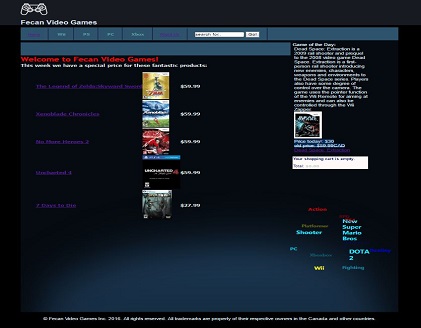 Fecan Video Games
Home Wii PS PC Xbox
search for... Go!
Welcome to Fecan Video Games!
This week we have a special price for these fantastic products:
The Legend of Zelda:Skyward Sword $59.99
Xenoblade Chronicles $59.99
No More Heroes 2 $59.99
Uncharted 4 $59.99
7 Days to Die $27.99
Game of the Day:
Dead Space: Extraction is a
2009 rail shooter and prequel
to the 2008 video game Dead
Space. Extraction is a first-
person rail shooter introducing
new enemies, characters,
weapons and environments to
the Dead Space series. Players
also have some degree of
control over the camera. The
game uses the pointer function
of the Wii Remote for aiming at
enemies and can also be
controlled through the Wii
Zapper.
Price today: $30
old price: $59.99CAD
Dead Space: Extraction
Your shopping cart is empty.
Total:
Action
Platformer
New
Super
Mario
Bros
Shooter
PC
DOTA
2
Wii
Fighting
© Fecan Video Games Inc. 2016. All rights reserved. All trademarks are property of their respective owners in the Canada and other countries